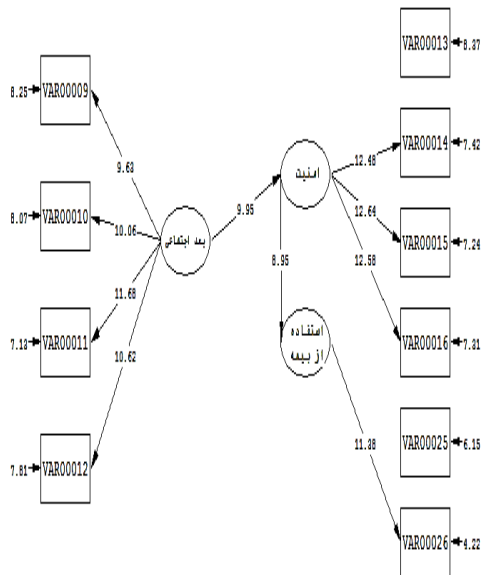 VAR00013
8.37
8.25
VAR00009
VAR00014
7.42
12.48
9.63
امنیت
12.64
9.95
8.07
VAR00010
10.06
بعد اجتماعی
VAR00015
7.24
12.58
8.95
11.68
7.13
VAR00011
استفاده
از بیمه
VAR00016
7.31
10.62
11.38
VAR00025
6.15
7.81
VAR00012
VAR00026
4.22